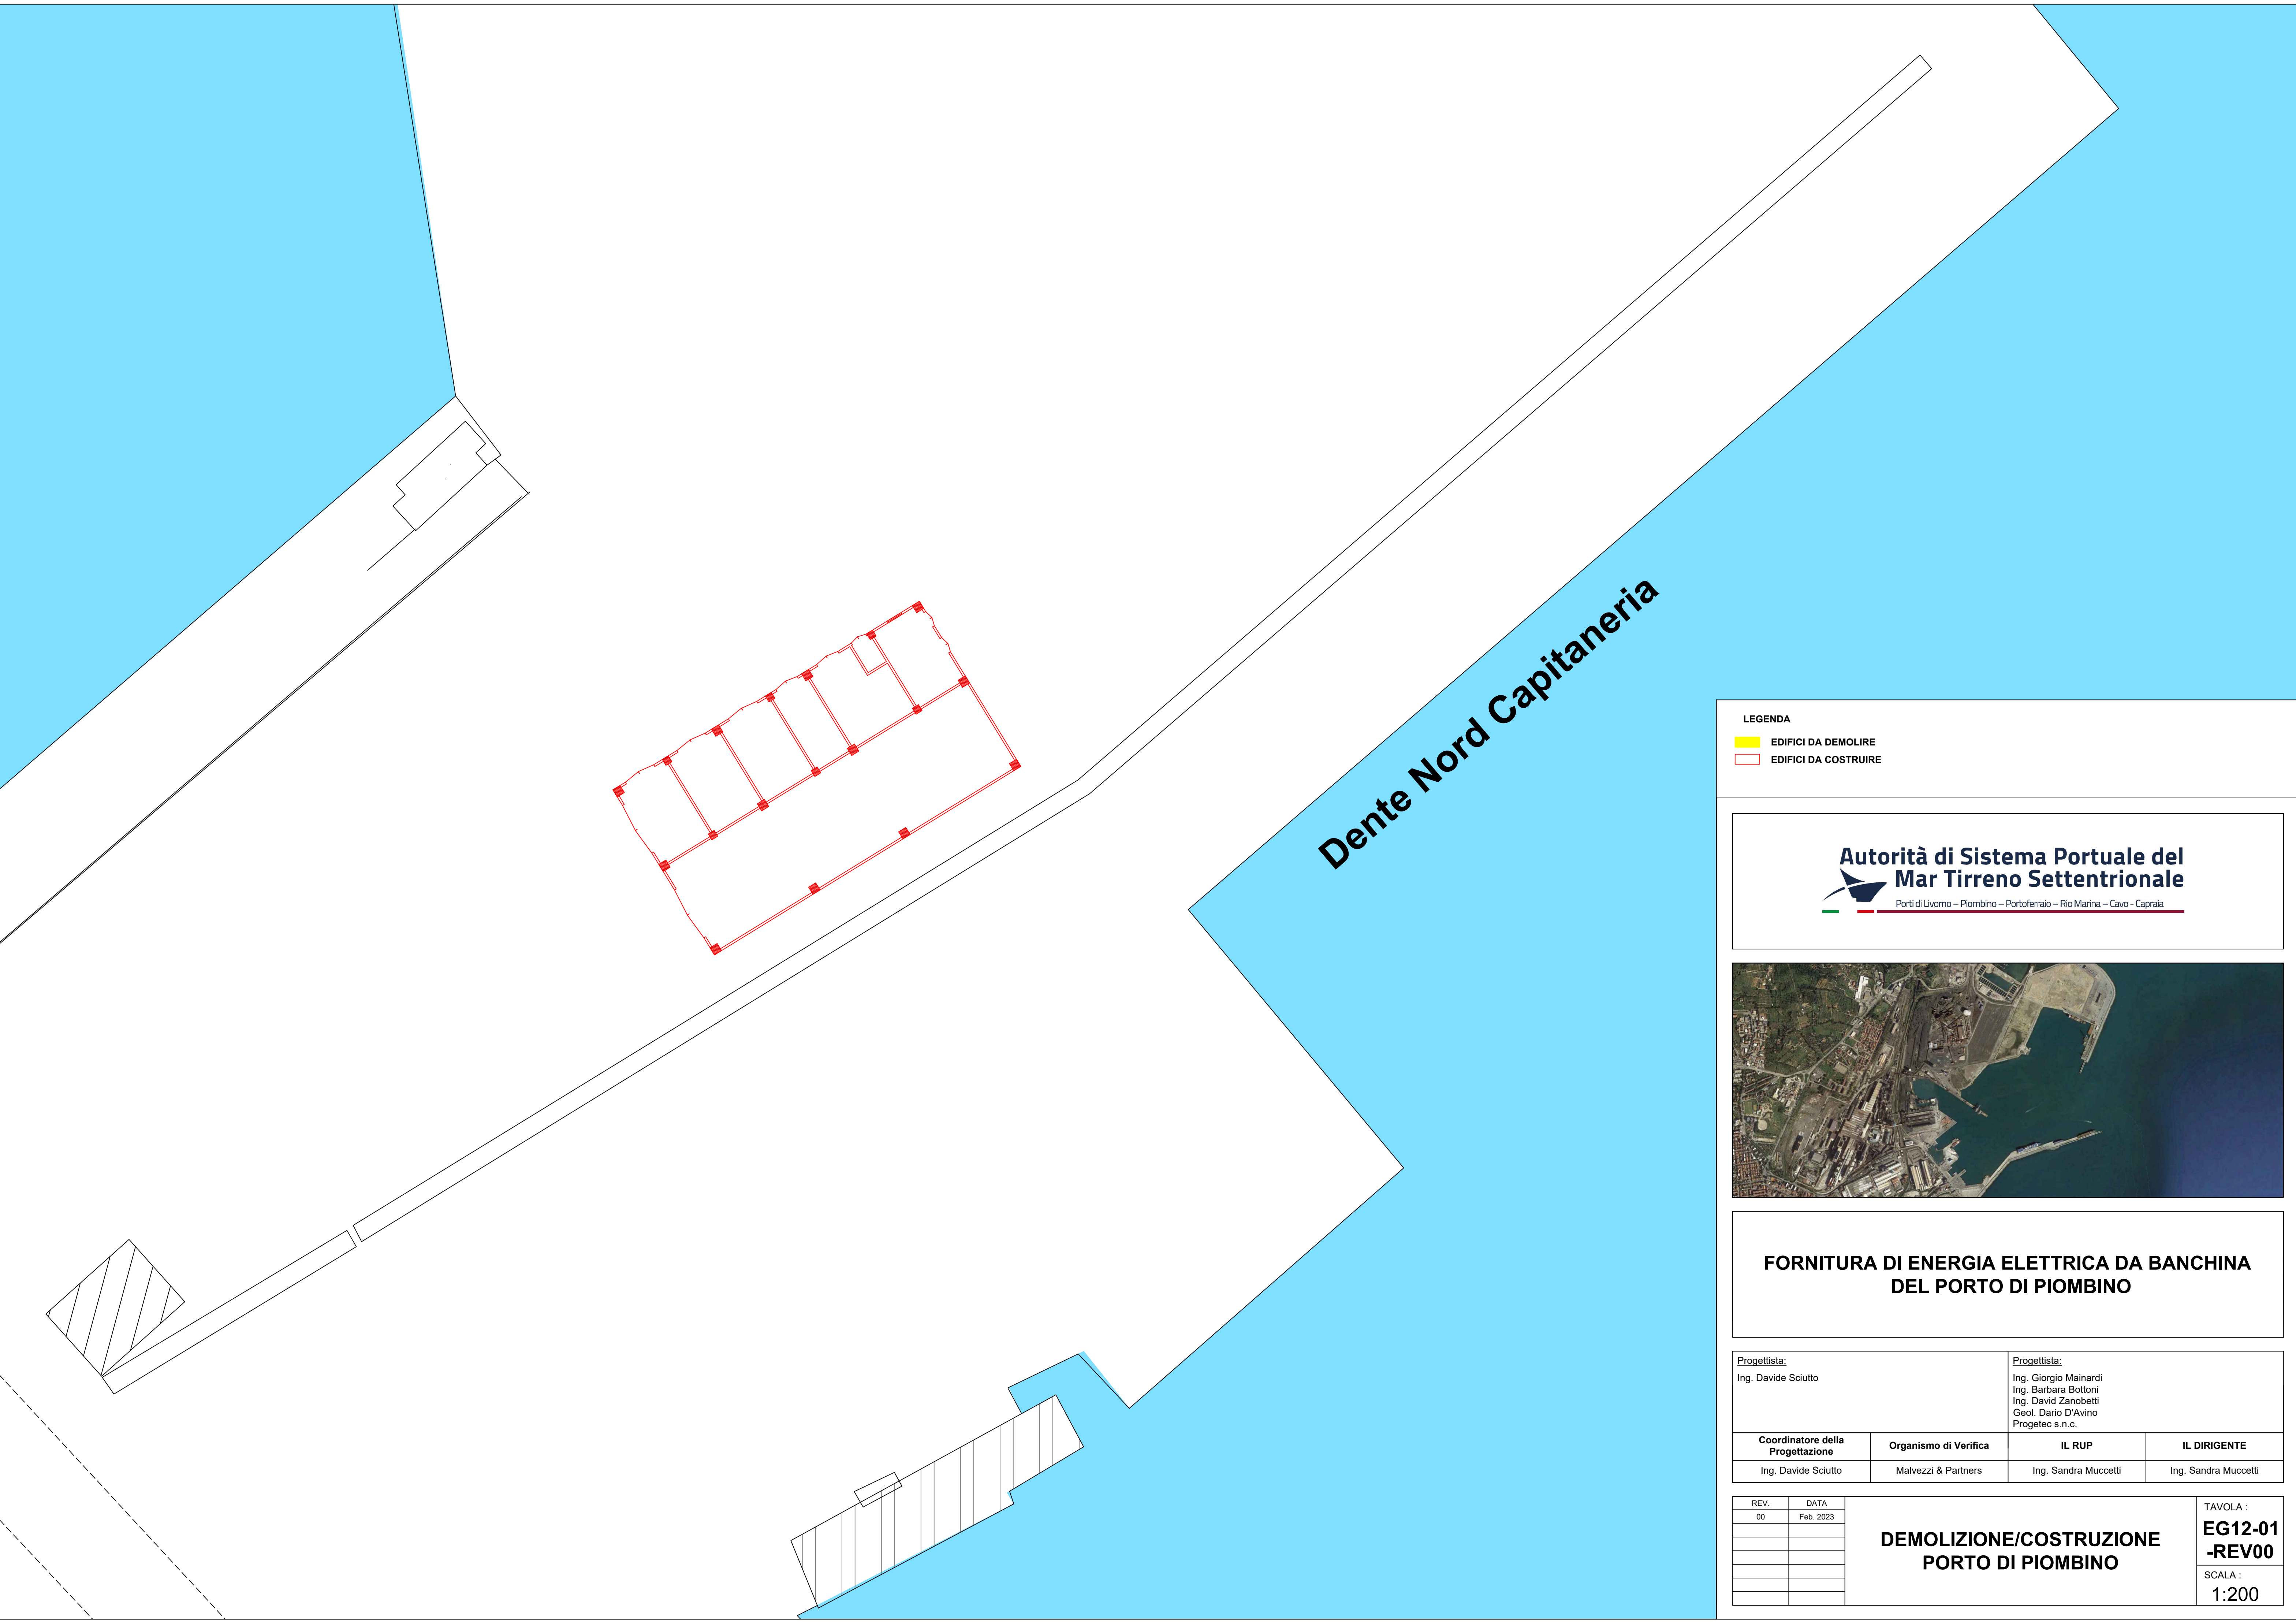 Dente Nord Capitaneria
LEGENDA
EDIFICI DA DEMOLIRE
EDIFICI DA COSTRUIRE
Autorità di Sistema Portuale del
Mar Tirreno Settentrionale
Porti di Livorno – Piombino – Portoferraio – Rio Marina – Cavo - Capraia
FORNITURA DI ENERGIA ELETTRICA DA BANCHINA
DEL PORTO DI PIOMBINO
Progettista:
Ing. Davide Sciutto
Progettista:
Ing. Giorgio Mainardi
Ing. Barbara Bottoni
Ing. David Zanobetti
Geol. Dario D'Avino
Progetec s.n.c.
Coordinatore della
Progettazione
Organismo di Verifica
IL RUP
IL DIRIGENTE
Ing. Davide Sciutto
Malvezzi & Partners
Ing. Sandra Muccetti
Ing. Sandra Muccetti
REV.
DATA
00
Feb. 2023
DEMOLIZIONE/COSTRUZIONE
PORTO DI PIOMBINO
TAVOLA :
EG12-01
-REV00
SCALA :
1:200